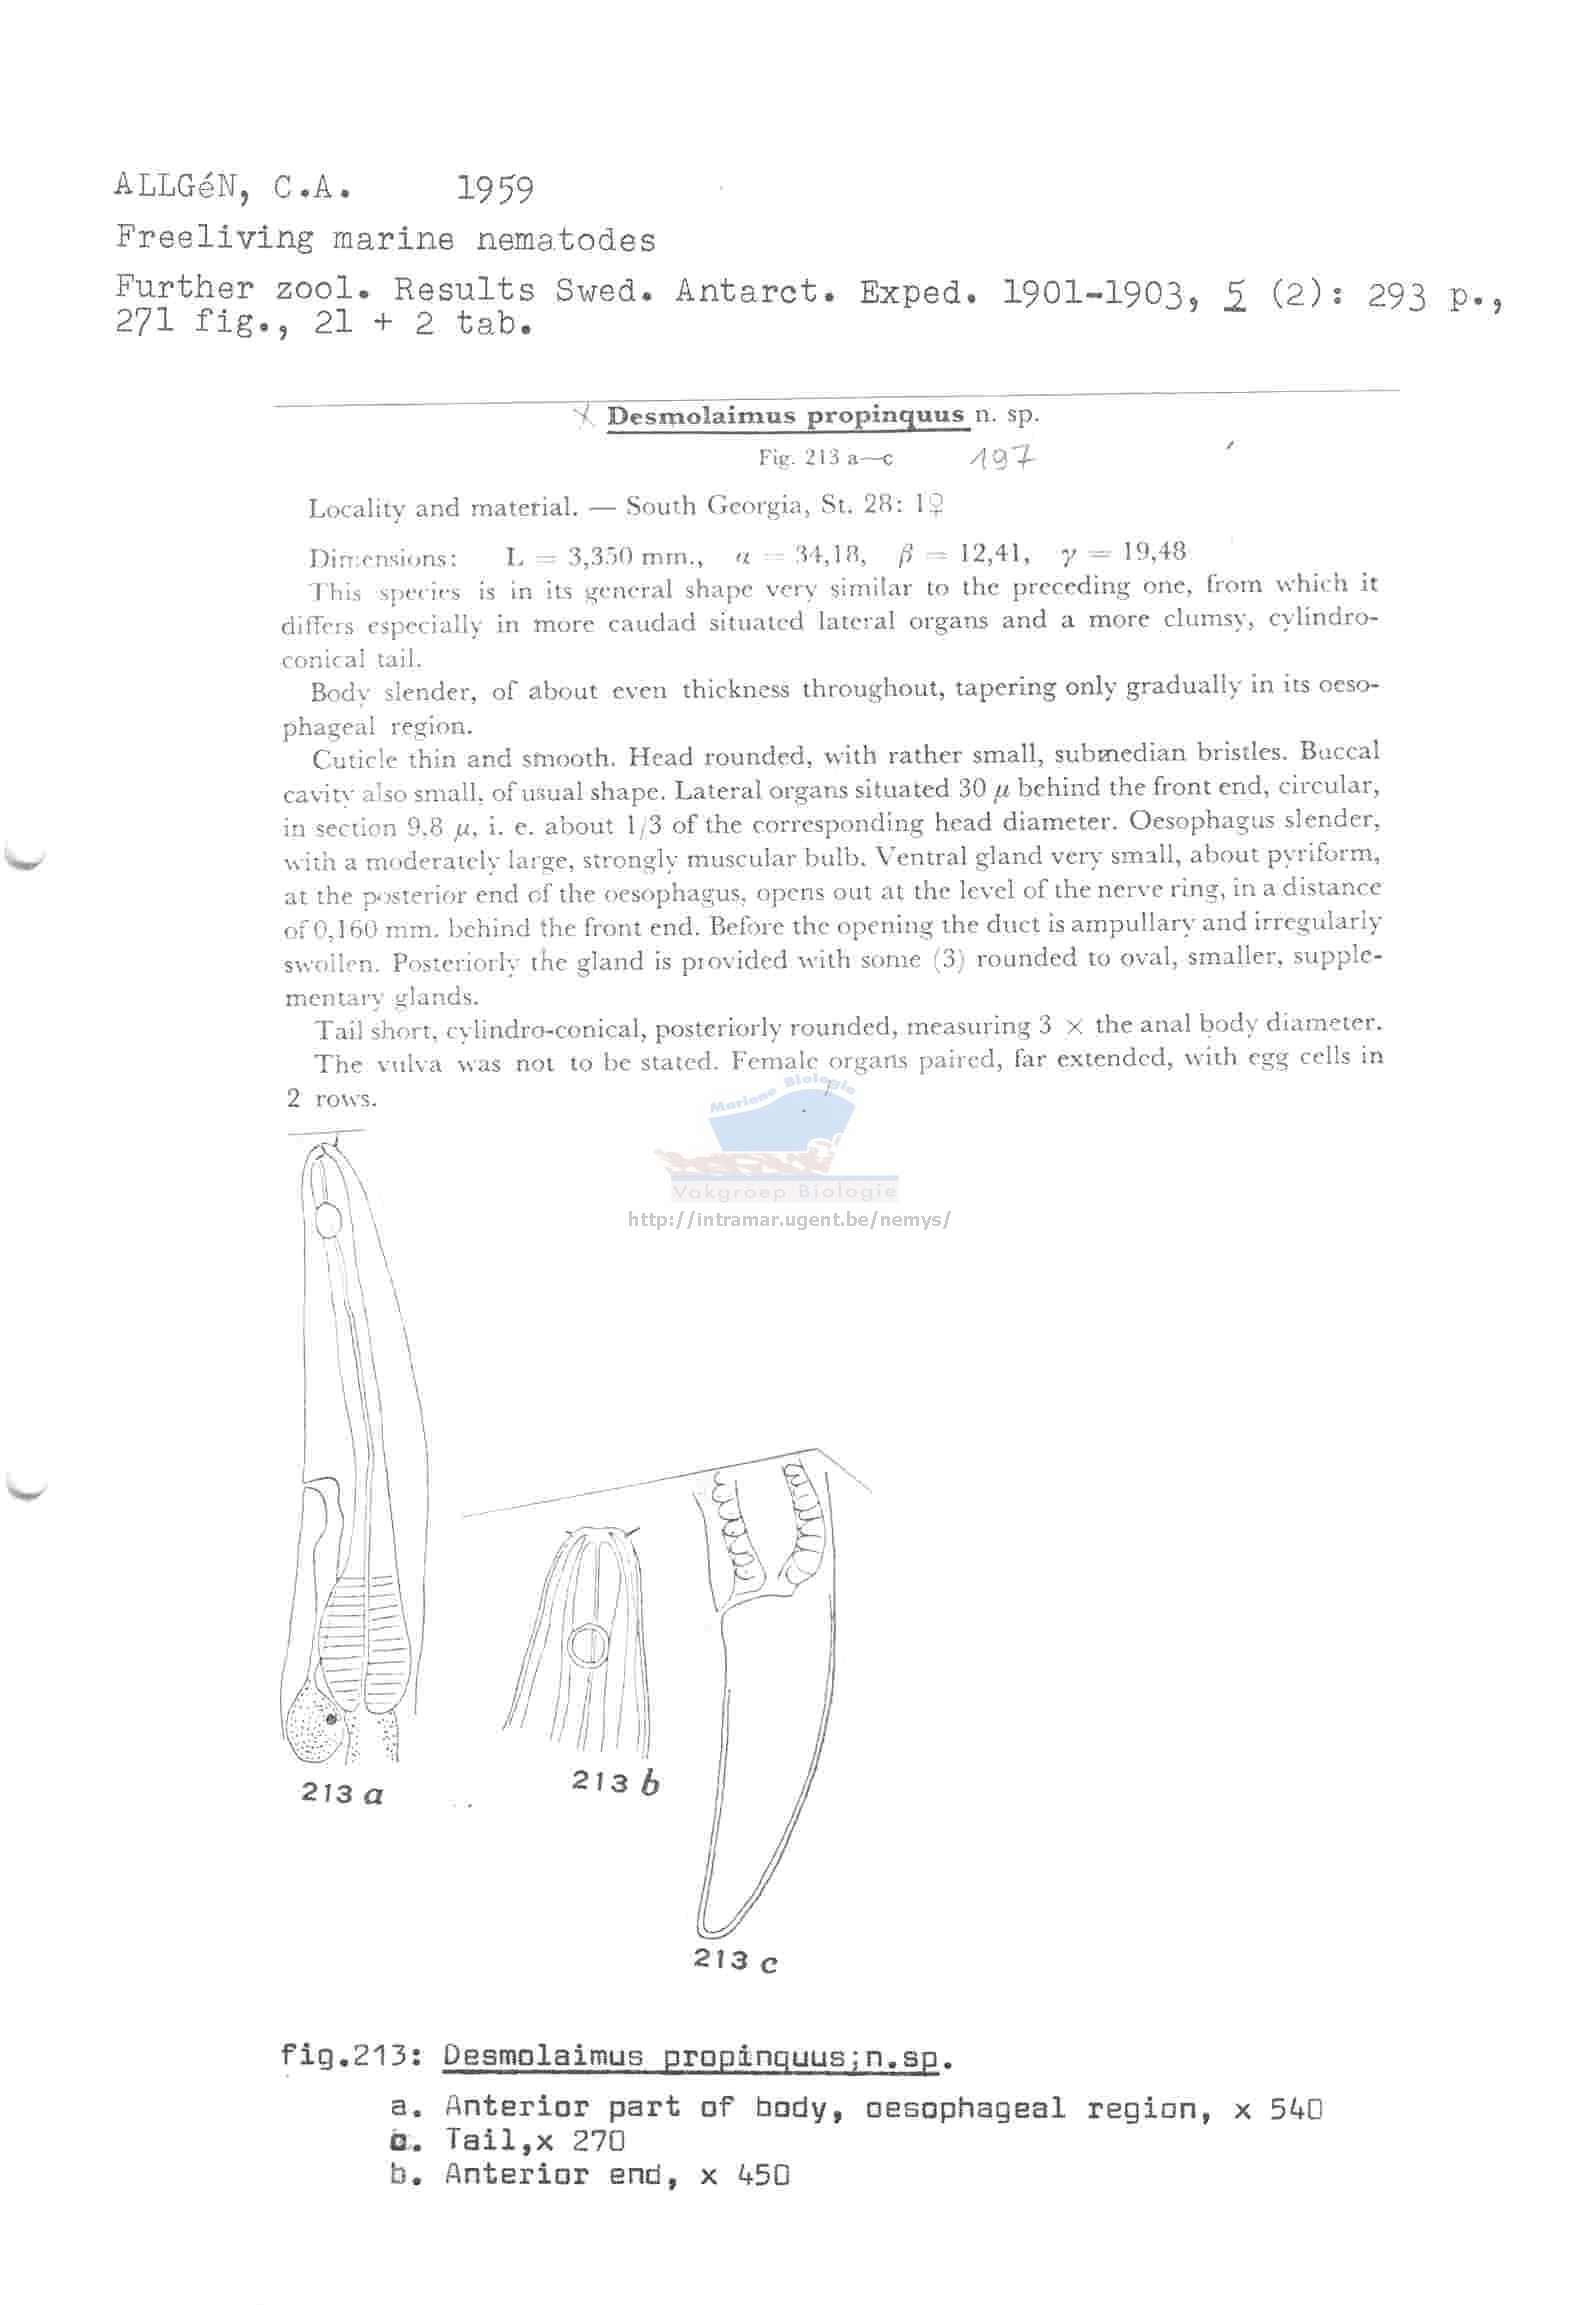 ALLGéN, C.A. 1959
Freeliving marine nematodes
Further zool. Results Swed. Antarct. Exped. 1901-1903, 5 (2): 293 p.,
271 fig., 21 + 2 tab.
Desmolaimus propinquus n. sp.
Fig. 213 a—c 197
Locality and material. — South Georgia, St. 28: 1♀
Dimensions: L = 3,350 mm., α = 34,18, β = 12,41, γ = 19,48
This species is in its general shape very similar to the preceding one, from which it
differs especially in more caudad situated lateral organs and a more clumsy, cylindro-
conical tail.
Body slender, of about even thickness throughout, tapering only gradually in its oeso-
phageal region.
Cuticle thin and smooth. Head rounded, with rather small, submedian bristles. Buccal
cavity also small, of usual shape. Lateral organs situated 30 μ behind the front end, circular,
in section 9.8 μ, i. e. about 1/3 of the corresponding head diameter. Oesophagus slender,
with a moderately large, strongly muscular bulb. Ventral gland very small, about pyriform,
at the posterior end of the oesophagus, opens out at the level of the nerve ring, in a distance
of 0,160 mm. behind the front end. Before the opening the duct is ampullary and irregularly
swollen. Posteriorly the gland is provided with some (3) rounded to oval, smaller, supple-
mentary glands.
Tail short, cylindro-conical, posteriorly rounded, measuring 3 × the anal body diameter.
The vulva was not to be stated. Female organs paired, far extended, with egg cells in
2 rows.
Mariene Biologie
Vakgroep Biologie
http://intramar.ugent.be/nemys/
213 a
213 b
213 c
fig.213: Desmolaimus propinquus;n.sp.
a. Anterior part of body, oesophageal region, x 540
c. Tail,x 270
b. Anterior end, x 450